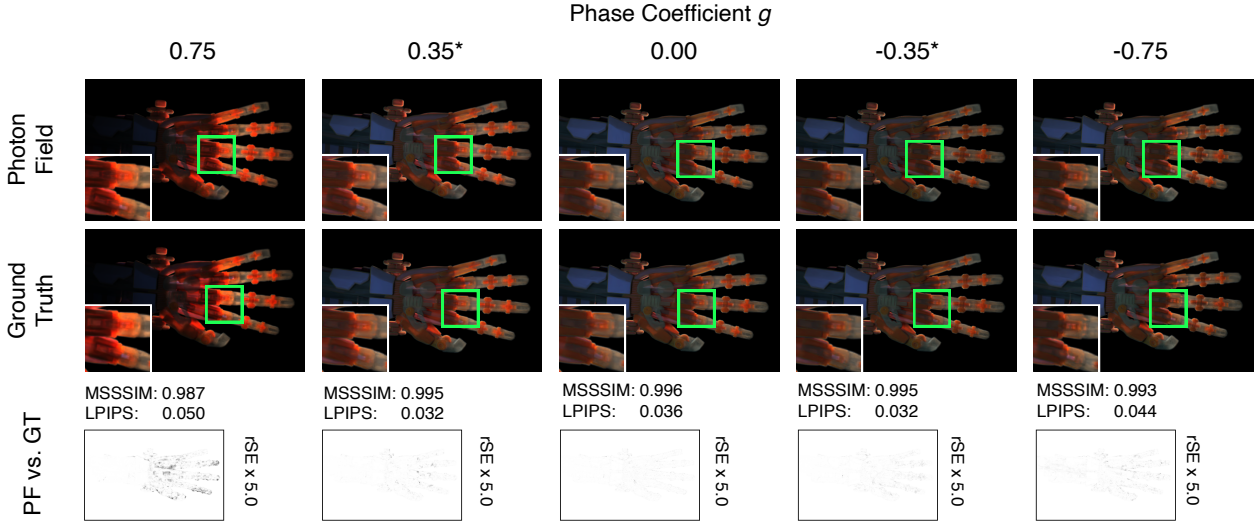 Phase Coefficient g
0.75 0.35* 0.00 -0.35* -0.75
Photon
Field
Ground
Truth
MSSSIM: 0.987 MSSSIM: 0.995 MSSSIM: 0.996 MSSSIM: 0.995 MSSSIM: 0.993
LPIPS: 0.050 LPIPS: 0.032 LPIPS: 0.036 LPIPS: 0.032 LPIPS: 0.044
PF vs. GT
rSE x 5.0 rSE x 5.0 rSE x 5.0 rSE x 5.0 rSE x 5.0